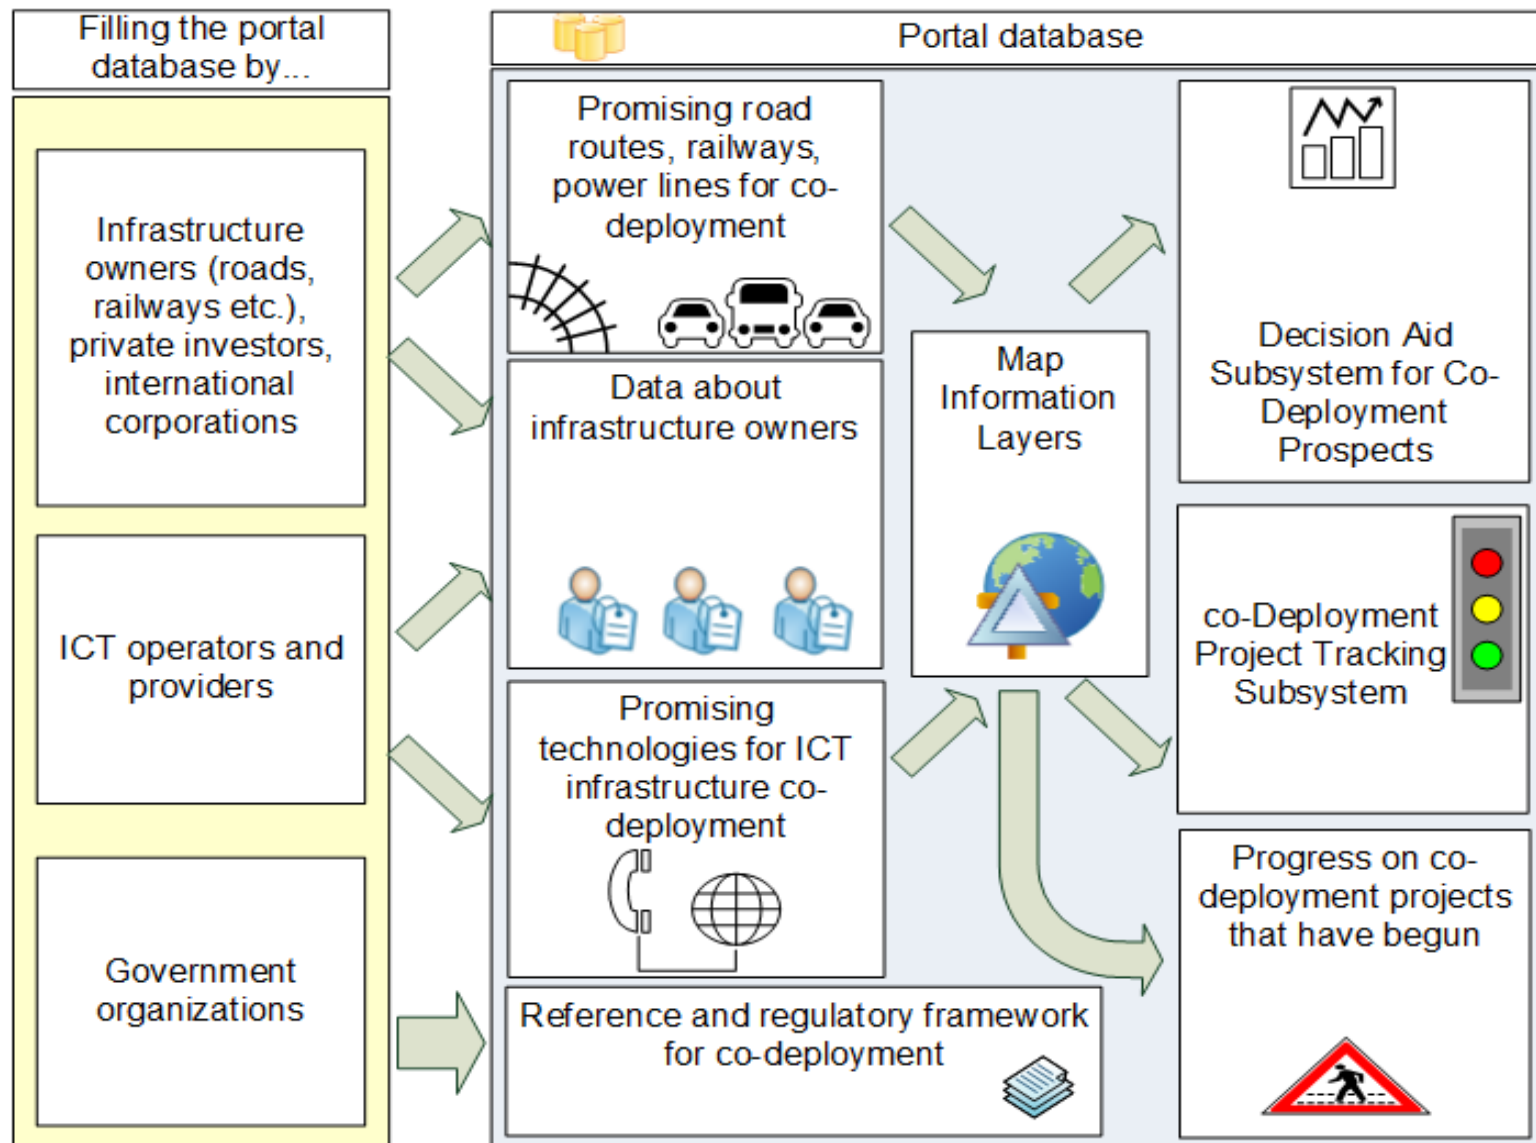 Filling the portal
database by...
Infrastructure
owners (roads,
railways etc.),
private investors,
international
corporations
ICT operators and
providers
Government
organizations
Portal database
Promising road
routes, railways,
power lines for co-
deployment
Data about
infrastructure owners
Promising
technologies for ICT
infrastructure co-
deployment
Reference and regulatory framework
for co-deployment
Map
Information
Layers
Decision Aid
Subsystem for Co-
Deployment
Prospects
co-Deployment
Project Tracking
Subsystem
Progress on co-
deployment projects
that have begun